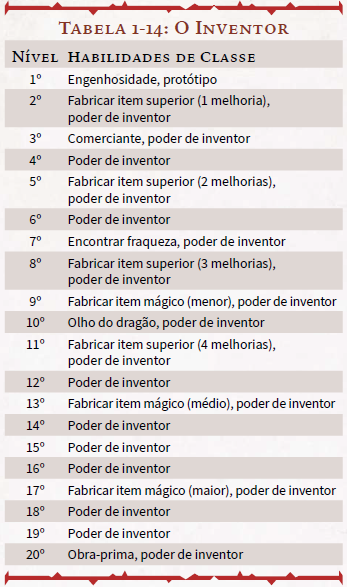 Tabela 1-14: O Inventor
Nível Habilidades de Classe
1º Engenhosidade, protótipo
2º Fabricar item superior (1 melhoria),
poder de inventor
3º Comerciante, poder de inventor
4º Poder de inventor
5º Fabricar item superior (2 melhorias),
poder de inventor
6º Poder de inventor
7º Encontrar fraqueza, poder de inventor
8º Fabricar item superior (3 melhorias),
poder de inventor
9º Fabricar item mágico (menor), poder de inventor
10º Olho do dragão, poder de inventor
11º Fabricar item superior (4 melhorias),
poder de inventor
12º Poder de inventor
13º Fabricar item mágico (médio), poder de inventor
14º Poder de inventor
15º Poder de inventor
16º Poder de inventor
17º Fabricar item mágico (maior), poder de inventor
18º Poder de inventor
19º Poder de inventor
20º Obra-prima, poder de inventor